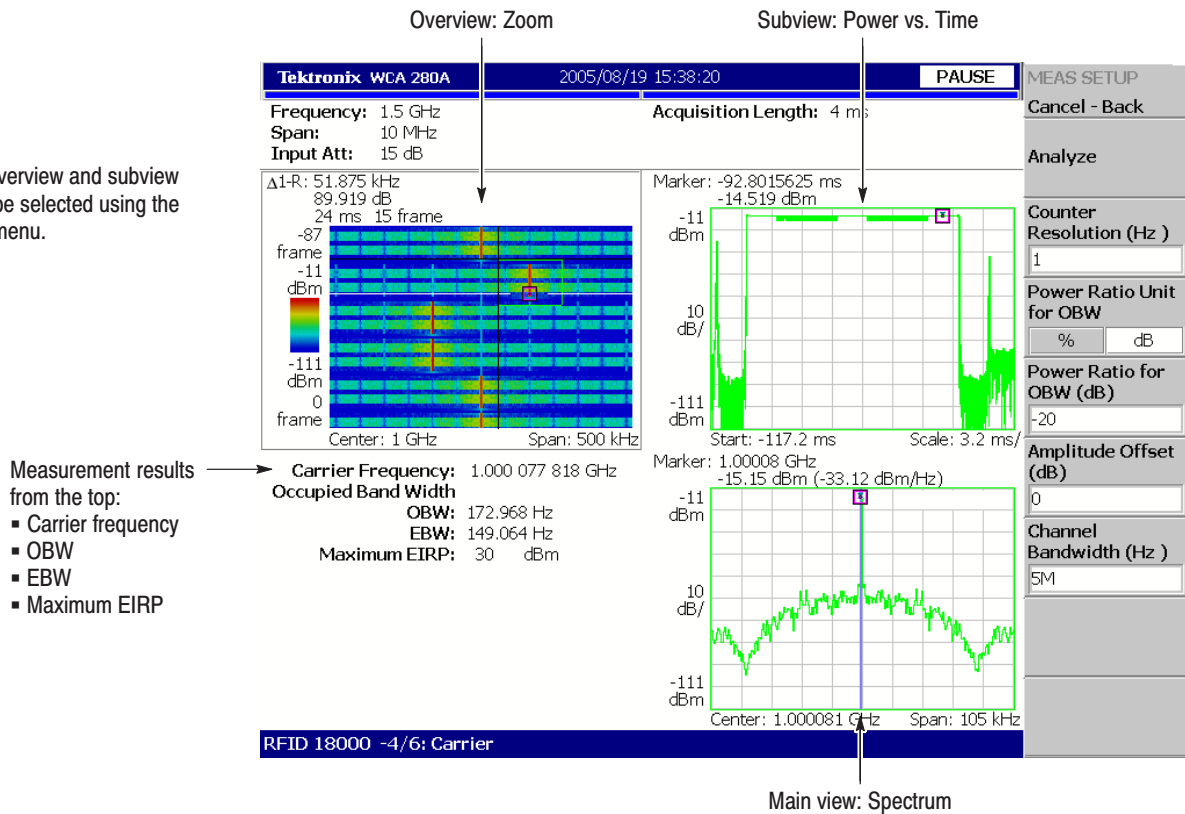 Overview: Zoom
Subview: Power vs. Time
Tektronix WCA 280A
2005/08/19 15:38:20
PAUSE
MEAS SETUP
Cancel - Back
Frequency: 1.5 GHz
Span: 10 MHz
Input Att: 15 dB
Acquisition Length: 4 ms
Analyze
verview and subview
be selected using the
menu.
Δ1-R: 51.875 kHz
89.919 dB
24 ms 15 frame
-87
frame
-11
dBm
-111
dBm
0
frame
Center: 1 GHz
Span: 500 kHz
Marker: -92.8015625 ms
-14.519 dBm
-11
dBm
10
dB/
-111
dBm
Start: -117.2 ms
Scale: 3.2 ms/
Counter
Resolution (Hz )
1
Power Ratio Unit
for OBW
%
dB
Power Ratio for
OBW (dB)
-20
Amplitude Offset
(dB)
0
Channel
Bandwidth (Hz )
5M
Measurement results
from the top:
▪ Carrier frequency
▪ OBW
▪ EBW
▪ Maximum EIRP
Carrier Frequency: 1.000 077 818 GHz
Occupied Band Width
OBW: 172.968 Hz
EBW: 149.064 Hz
Maximum EIRP: 30 dBm
Marker: 1.00008 GHz
-15.15 dBm (-33.12 dBm/Hz)
-11
dBm
10
dB/
-111
dBm
Center: 1.000081 GHz
Span: 105 kHz
RFID 18000 -4/6: Carrier
Main view: Spectrum